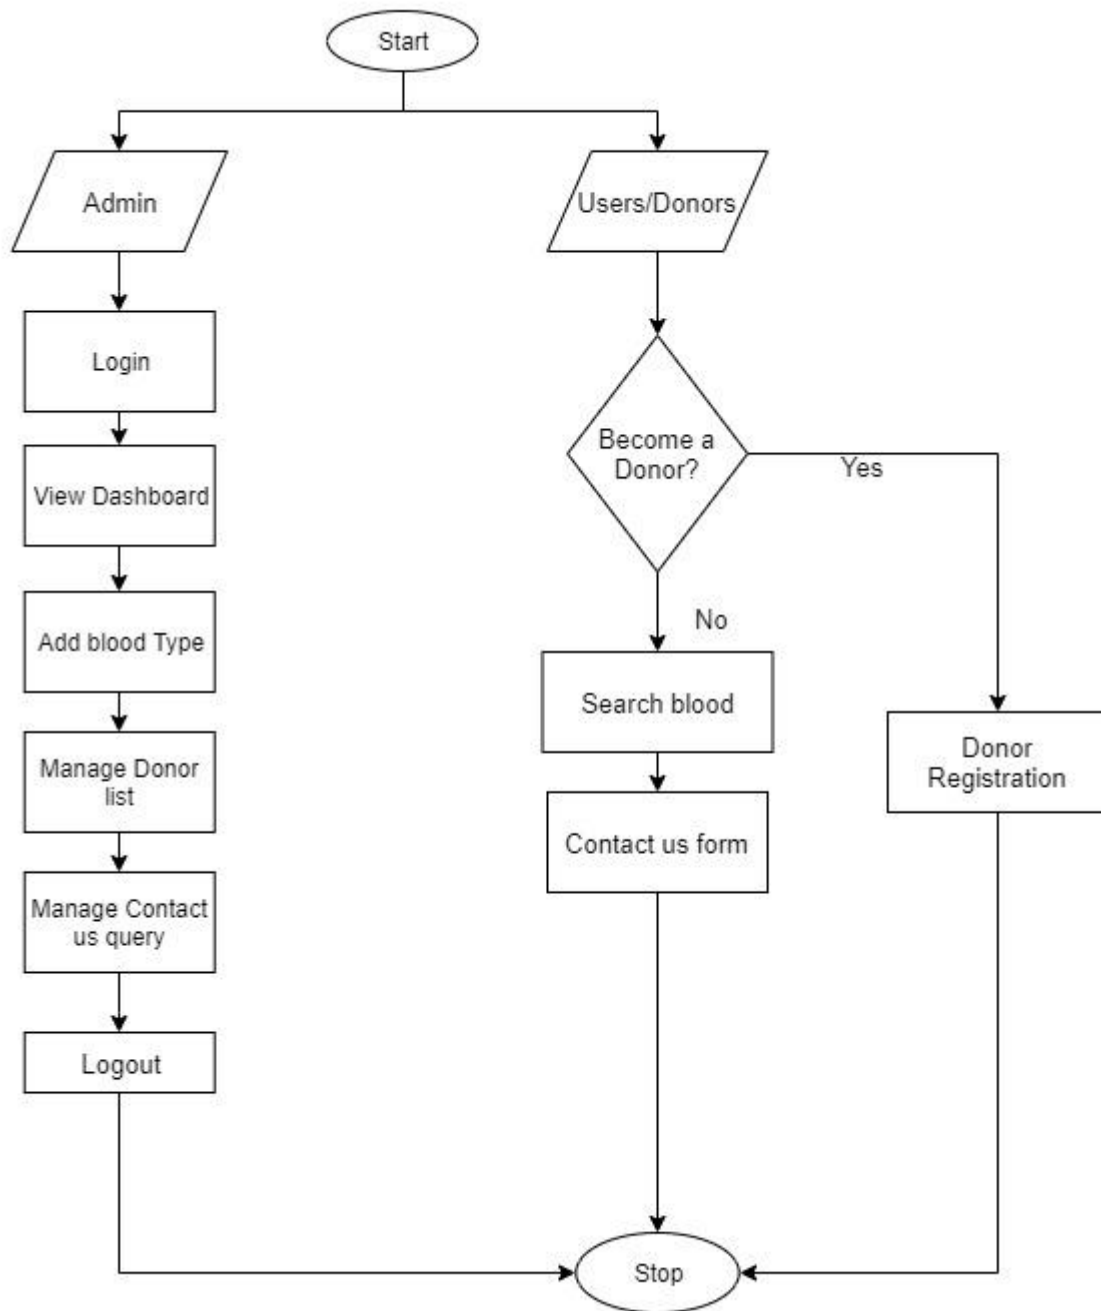 Start
Admin
Users/Donors
Login
Become a
Donor?
Yes
View Dashboard
No
Add blood Type
Search blood
Manage Donor
list
Donor
Registration
Contact us form
Manage Contact
us query
Logout
Stop